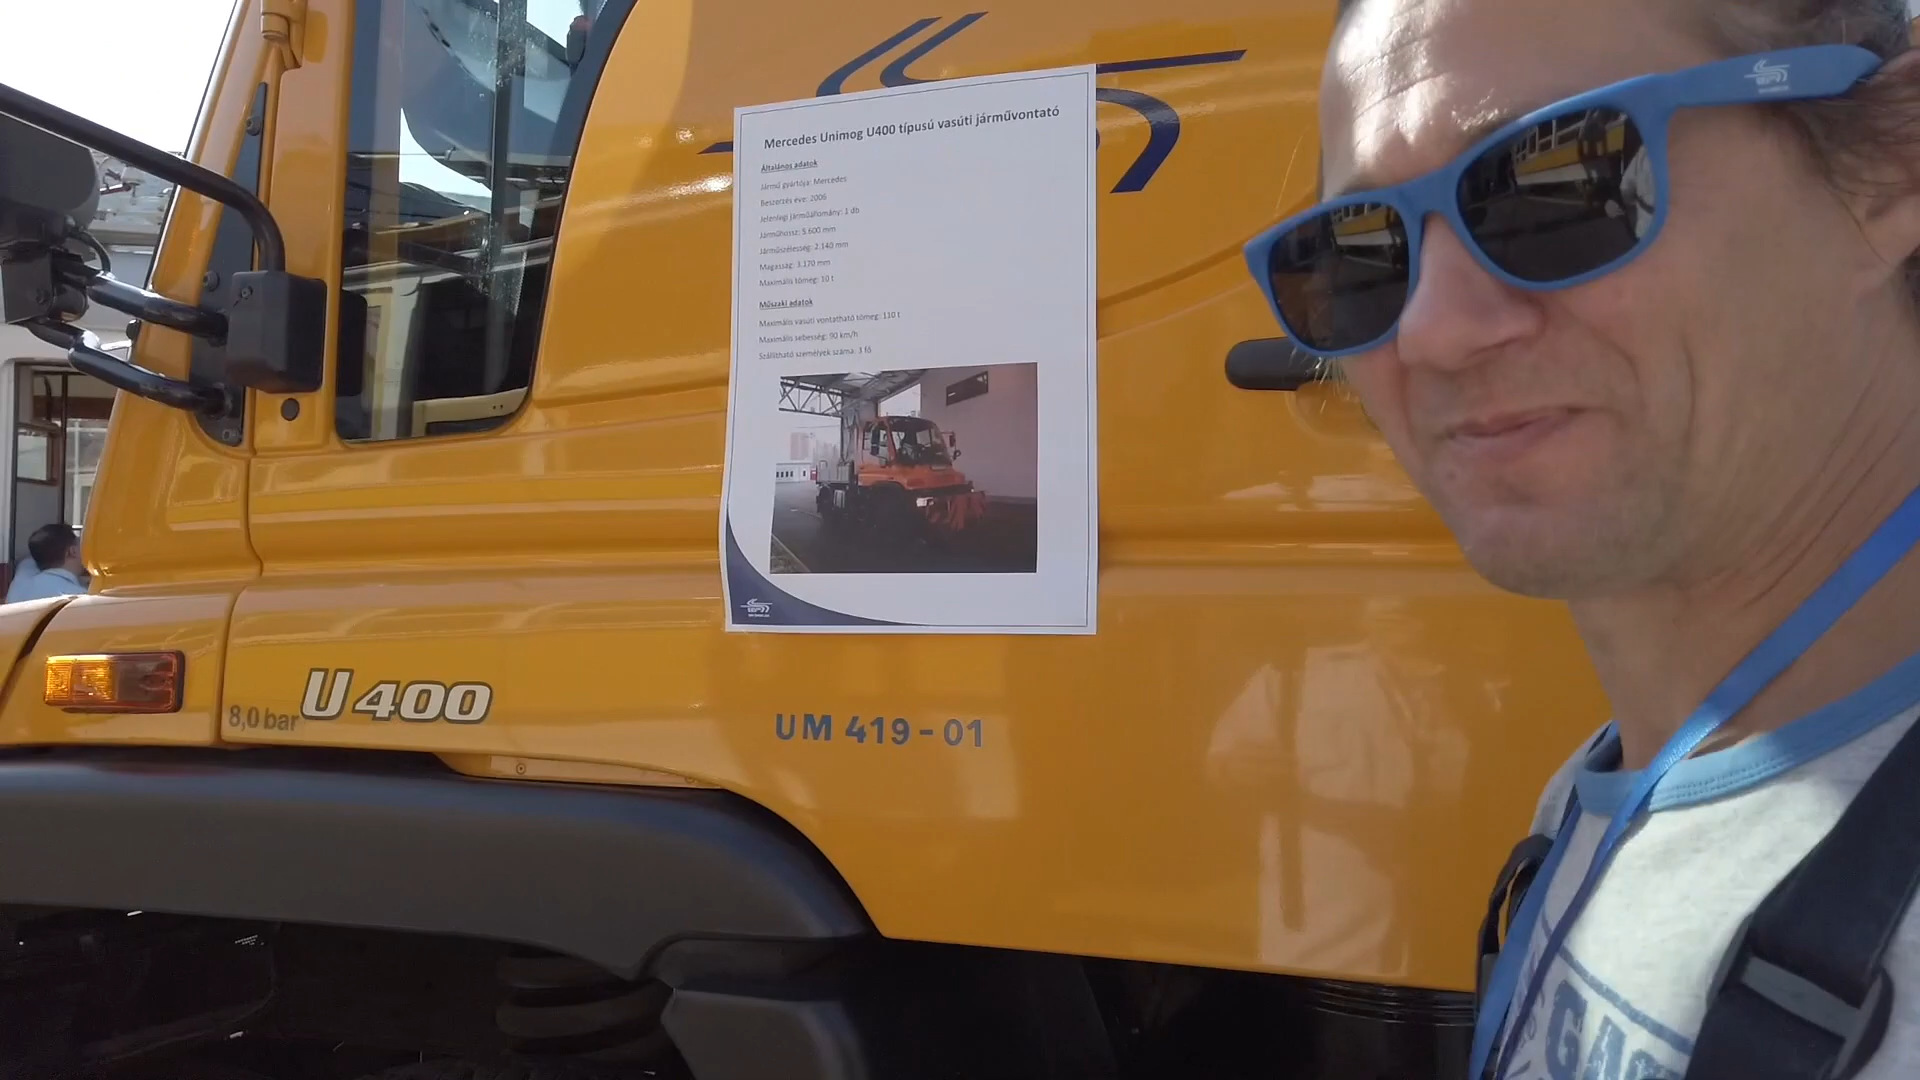 Mercedes Unimog U400 típusú vasúti járművontató
Általános adatok
Jármű gyártója: Mercedes
Beszerzés éve: 2006
Jelenlegi járműállomány: 1 db
Járműhossz: 5.600 mm
Járműszélesség: 2.140 mm
Magasság: 3.170 mm
Maximális tömeg: 10 t
Műszaki adatok
Maximális vasúti vontatható tömeg: 110 t
Maximális sebesség: 90 km/h
Szállítható személyek száma: 3 fő
8,0 bar
U 400
UM 419-01